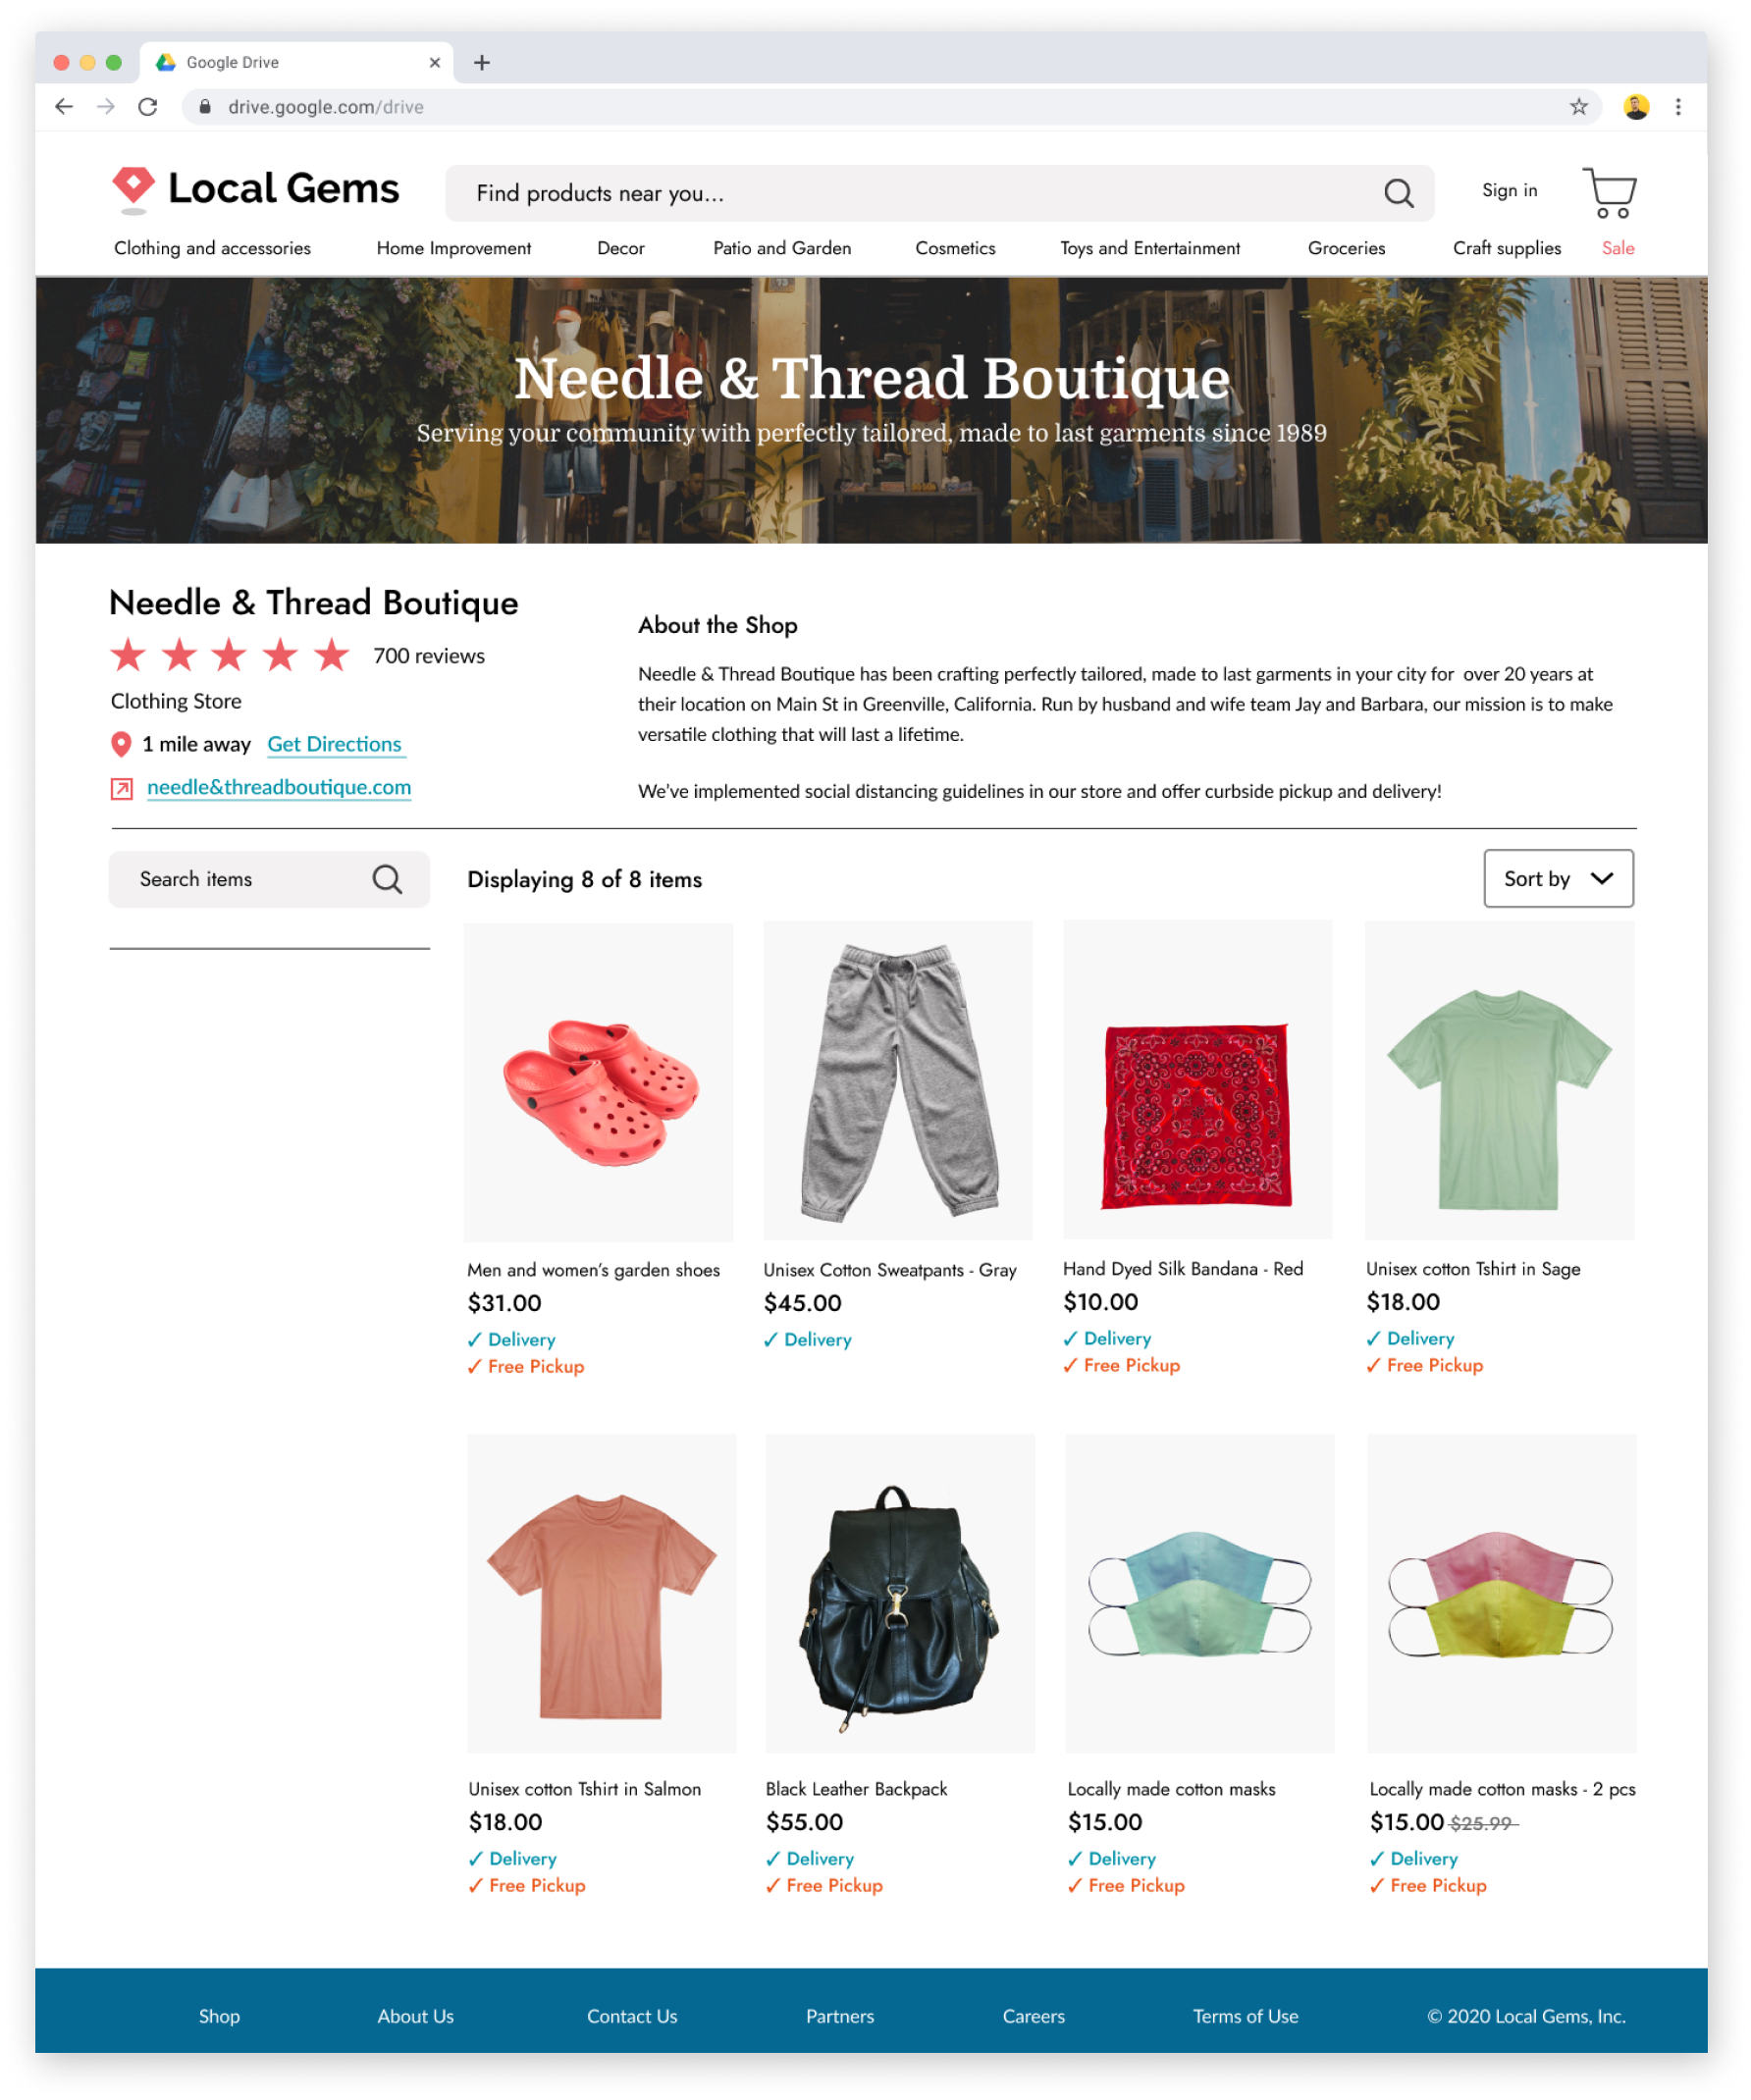 Google Drive
drive.google.com/drive
Local Gems
Find products near you...
Sign in
Clothing and accessories
Home Improvement
Decor
Patio and Garden
Cosmetics
Toys and Entertainment
Groceries
Craft supplies
Sale
73
Needle & Thread Boutique
Serving your community with perfectly tailored, made to last garments since 1989
Needle & Thread Boutique
700 reviews
Clothing Store
1 mile away Get Directions
needle&threadboutique.com
About the Shop
Needle & Thread Boutique has been crafting perfectly tailored, made to last garments in your city for over 20 years at
their location on Main St in Greenville, California. Run by husband and wife team Jay and Barbara, our mission is to make
versatile clothing that will last a lifetime.
We've implemented social distancing guidelines in our store and offer curbside pickup and delivery!
Search items
Displaying 8 of 8 items
Sort by
Men and women's garden shoes
$31.00
✓ Delivery
✓ Free Pickup
Unisex Cotton Sweatpants - Gray
$45.00
✓ Delivery
Hand Dyed Silk Bandana - Red
$10.00
✓ Delivery
✓ Free Pickup
Unisex cotton Tshirt in Sage
$18.00
✓ Delivery
✓ Free Pickup
Unisex cotton Tshirt in Salmon
$18.00
✓ Delivery
✓ Free Pickup
Black Leather Backpack
$55.00
✓ Delivery
✓ Free Pickup
Locally made cotton masks
$15.00
✓ Delivery
✓ Free Pickup
Locally made cotton masks - 2 pcs
$15.00 $25.99
✓ Delivery
✓ Free Pickup
Shop
About Us
Contact Us
Partners
Careers
Terms of Use
© 2020 Local Gems, Inc.